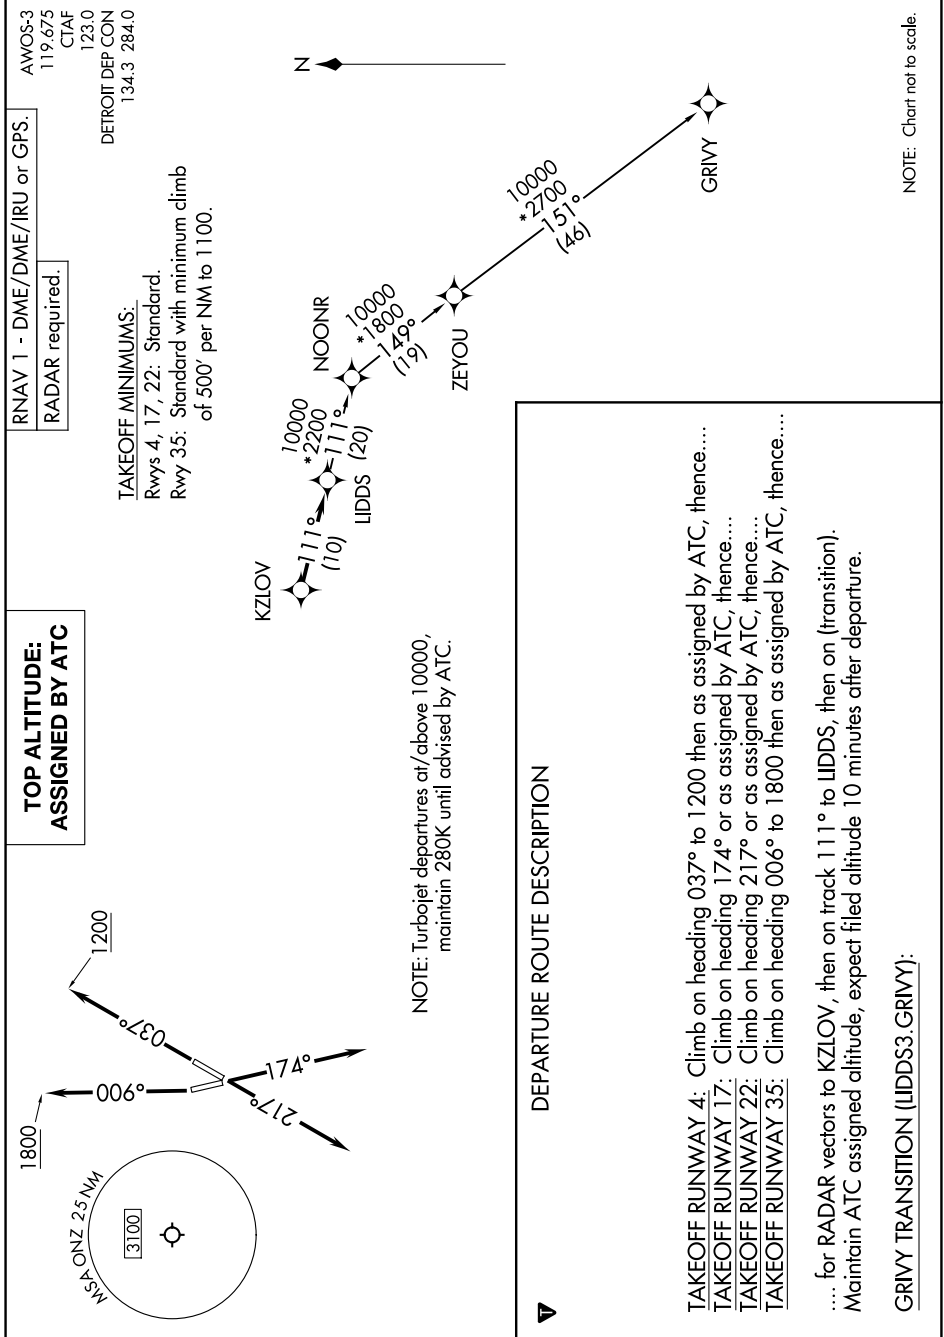 AWOS-3
119.675
CTAF
123.0
DETROIT DEP CON
134.3 284.0
RNAV 1 - DME/DME/IRU or GPS.
RADAR required.
TOP ALTITUDE:
ASSIGNED BY ATC
TAKEOFF MINIMUMS:
Rwys 4, 17, 22: Standard.
Rwy 35: Standard with minimum climb
of 500' per NM to 1100.
1800
1200
006°
037°
174°
217°
MSA ONZ 25 NM
3100
N
KZLOV
111°
(10)
LIDDS
10000
*2200
111°
(20)
NOONR
10000
*1800
149°
(19)
ZEYOU
10000
*2700
151°
(46)
GRIVY
NOTE: Turbojet departures at/above 10000,
maintain 280K until advised by ATC.
NOTE: Chart not to scale.
T
DEPARTURE ROUTE DESCRIPTION
TAKEOFF RUNWAY 4: Climb on heading 037° to 1200 then as assigned by ATC, thence....
TAKEOFF RUNWAY 17: Climb on heading 174° or as assigned by ATC, thence....
TAKEOFF RUNWAY 22: Climb on heading 217° or as assigned by ATC, thence....
TAKEOFF RUNWAY 35: Climb on heading 006° to 1800 then as assigned by ATC, thence....
.... for RADAR vectors to KZLOV, then on track 111° to LIDDS, then on (transition).
Maintain ATC assigned altitude, expect filed altitude 10 minutes after departure.
GRIVY TRANSITION (LIDDS3.GRIVY):